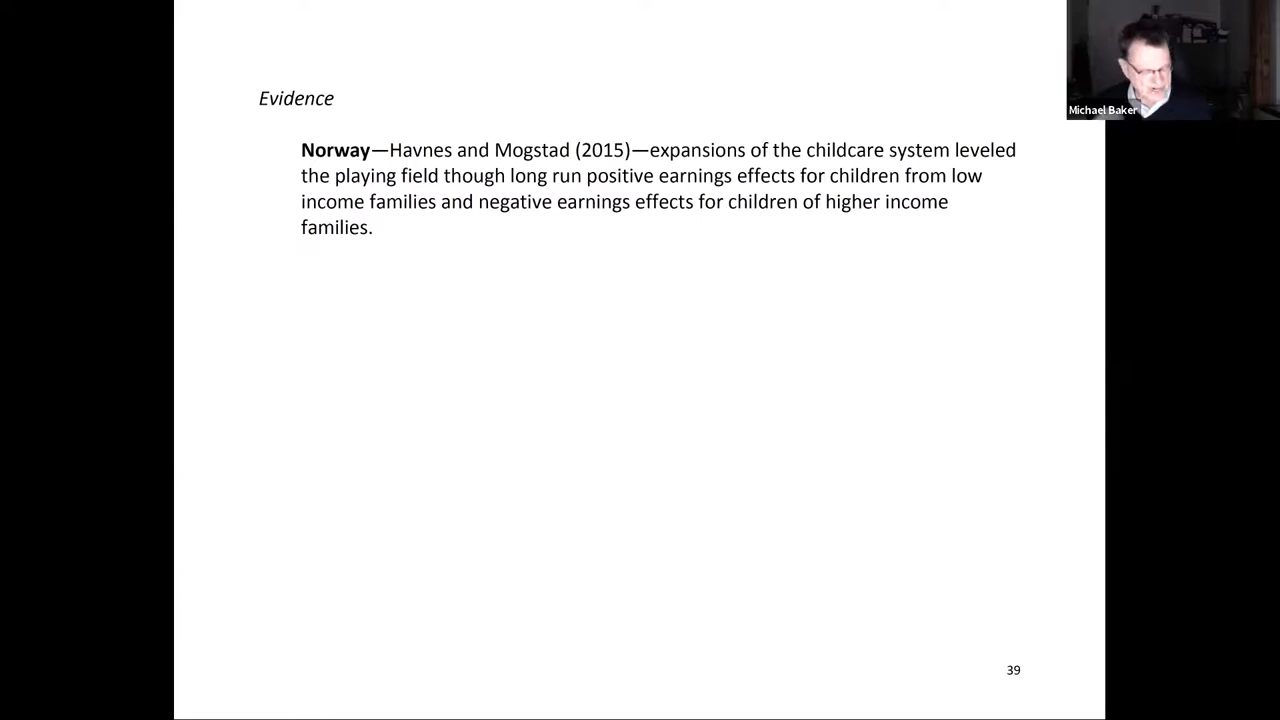 Michael Baker
Evidence
Norway—Havnes and Mogstad (2015)—expansions of the childcare system leveled
the playing field though long run positive earnings effects for children from low
income families and negative earnings effects for children of higher income
families.
39